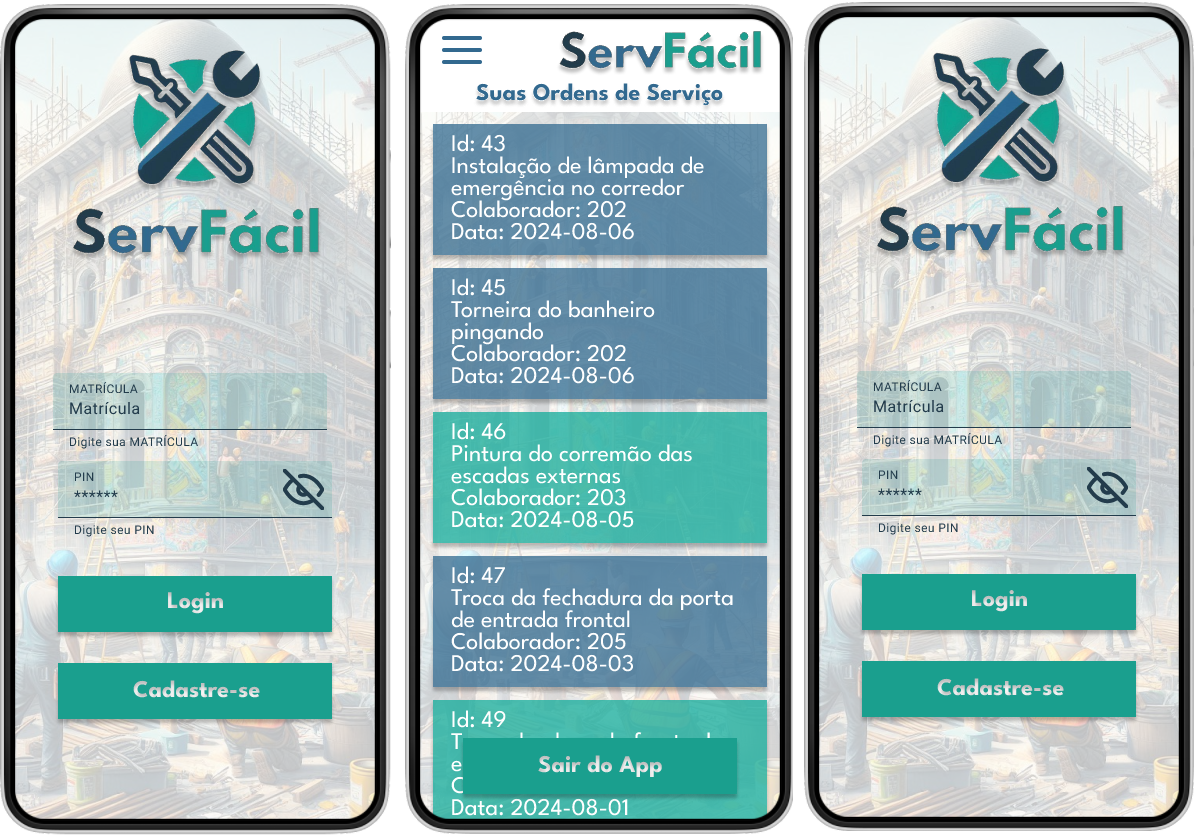 ServFácil
MATRÍCULA
Matrícula
Digite sua MATRÍCULA
PIN
******
Digite seu PIN
Login
Cadastre-se
ServFácil
Suas Ordens de Serviço
Id: 43
Instalação de lâmpada de
emergência no corredor
Colaborador: 202
Data: 2024-08-06
Id: 45
Torneira do banheiro
pingando
Colaborador: 202
Data: 2024-08-06
Id: 46
Pintura do corremão das
escadas externas
Colaborador: 203
Data: 2024-08-05
Id: 47
Troca da fechadura da porta
de entrada frontal
Colaborador: 205
Data: 2024-08-03
Id: 49
Sair do App
Data: 2024-08-01
ServFácil
MATRÍCULA
Matrícula
Digite sua MATRÍCULA
PIN
******
Digite seu PIN
Login
Cadastre-se